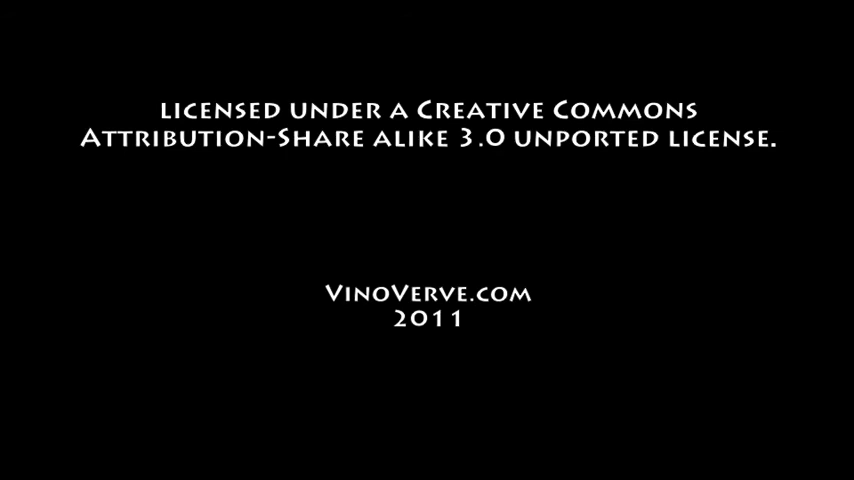 licensed under a Creative Commons
Attribution-Share alike 3.0 unported license.
VinoVerve.com
2011